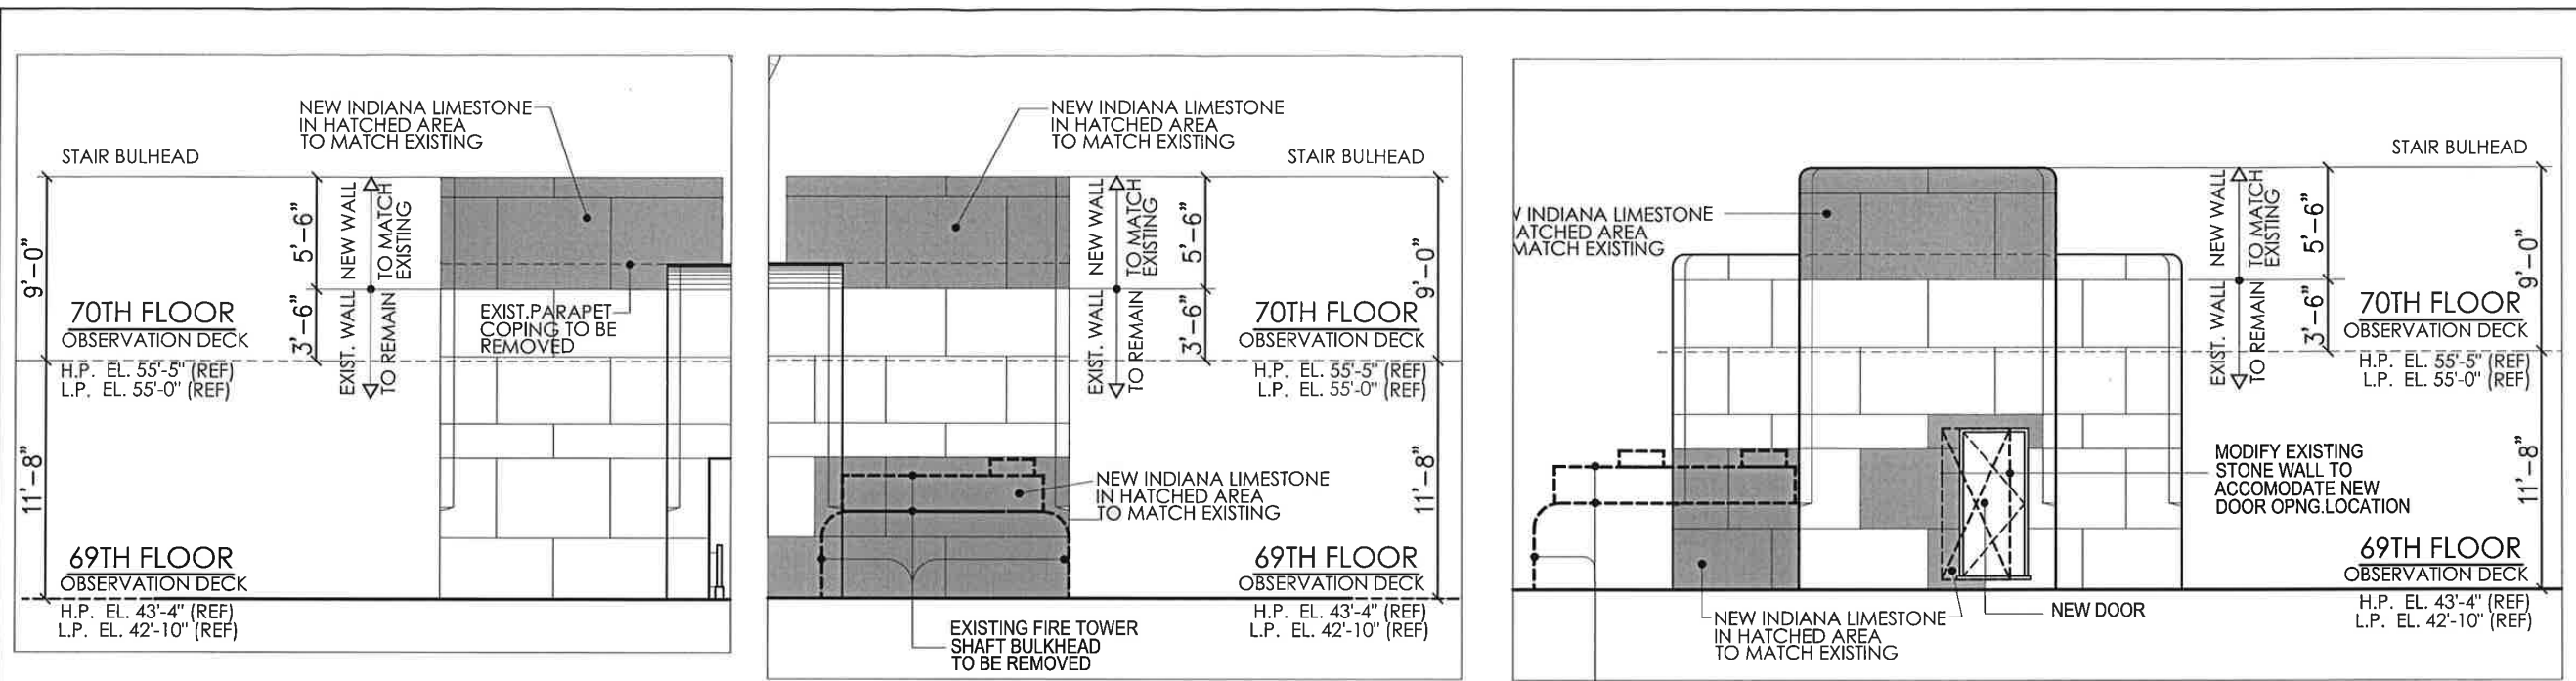 NEW INDIANA LIMESTONE
IN HATCHED AREA
TO MATCH EXISTING
STAIR BULHEAD
9'-0"
5'-6"
3'-6"
NEW WALL
TO MATCH
EXISTING
EXIST. WALL
TO REMAIN
EXIST.PARAPET
COPING TO BE
REMOVED
70TH FLOOR
OBSERVATION DECK
H.P. EL. 55'-5" (REF)
L.P. EL. 55'-0" (REF)
11'-8"
69TH FLOOR
OBSERVATION DECK
H.P. EL. 43'-4" (REF)
L.P. EL. 42'-10" (REF)
NEW INDIANA LIMESTONE
IN HATCHED AREA
TO MATCH EXISTING
STAIR BULHEAD
NEW WALL
TO MATCH
EXISTING
5'-6"
9'-0"
EXIST. WALL
TO REMAIN
3'-6"
70TH FLOOR
OBSERVATION DECK
H.P. EL. 55'-5" (REF)
L.P. EL. 55'-0" (REF)
NEW INDIANA LIMESTONE
IN HATCHED AREA
TO MATCH EXISTING
11'-8"
69TH FLOOR
OBSERVATION DECK
H.P. EL. 43'-4" (REF)
L.P. EL. 42'-10" (REF)
EXISTING FIRE TOWER
SHAFT BULKHEAD
TO BE REMOVED
INDIANA LIMESTONE
ATCHED AREA
MATCH EXISTING
STAIR BULHEAD
NEW WALL
TO MATCH
EXISTING
5'-6"
9'-0"
EXIST. WALL
TO REMAIN
3'-6"
70TH FLOOR
OBSERVATION DECK
H.P. EL. 55'-5" (REF)
L.P. EL. 55'-0" (REF)
MODIFY EXISTING
STONE WALL TO
ACCOMODATE NEW
DOOR OPNG.LOCATION
11'-8"
69TH FLOOR
OBSERVATION DECK
H.P. EL. 43'-4" (REF)
L.P. EL. 42'-10" (REF)
NEW INDIANA LIMESTONE
IN HATCHED AREA
TO MATCH EXISTING
NEW DOOR